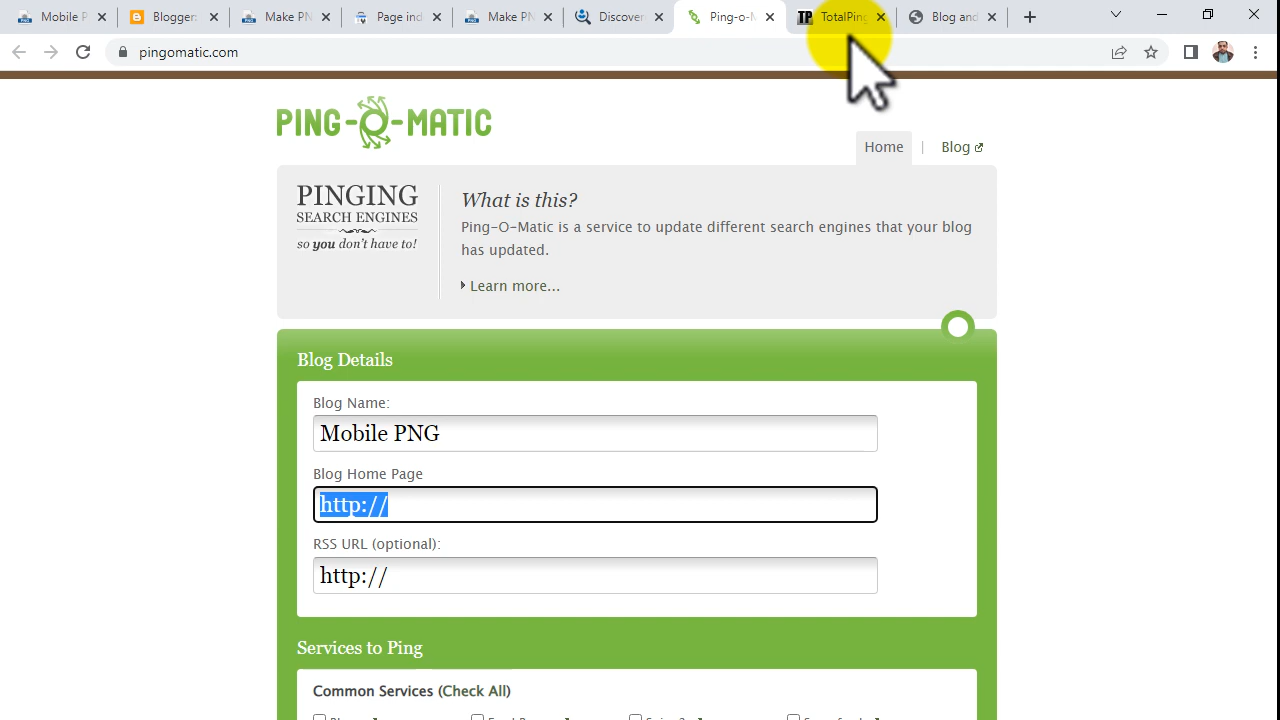 Mobile P
Blogger:
Make PN
Page ind
Make PN
Discover
Ping-o-M
TP TotalPing
Blog and
pingomatic.com
PING-O-MATIC
Home | Blog
PINGING
SEARCH ENGINES
so you don't have to!
What is this?
Ping-O-Matic is a service to update different search engines that your blog
has updated.
Learn more...
Blog Details
Blog Name:
Mobile PNG
Blog Home Page
http://
RSS URL (optional):
http://
Services to Ping
Common Services (Check All)